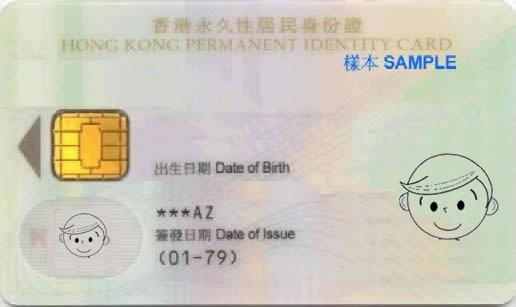 香港永久性居民身份證
HONG KONG PERMANENT IDENTITY CARD
樣本 SAMPLE
出生日期 Date of Birth
***AZ
簽發日期 Date of Issue
(01-79)